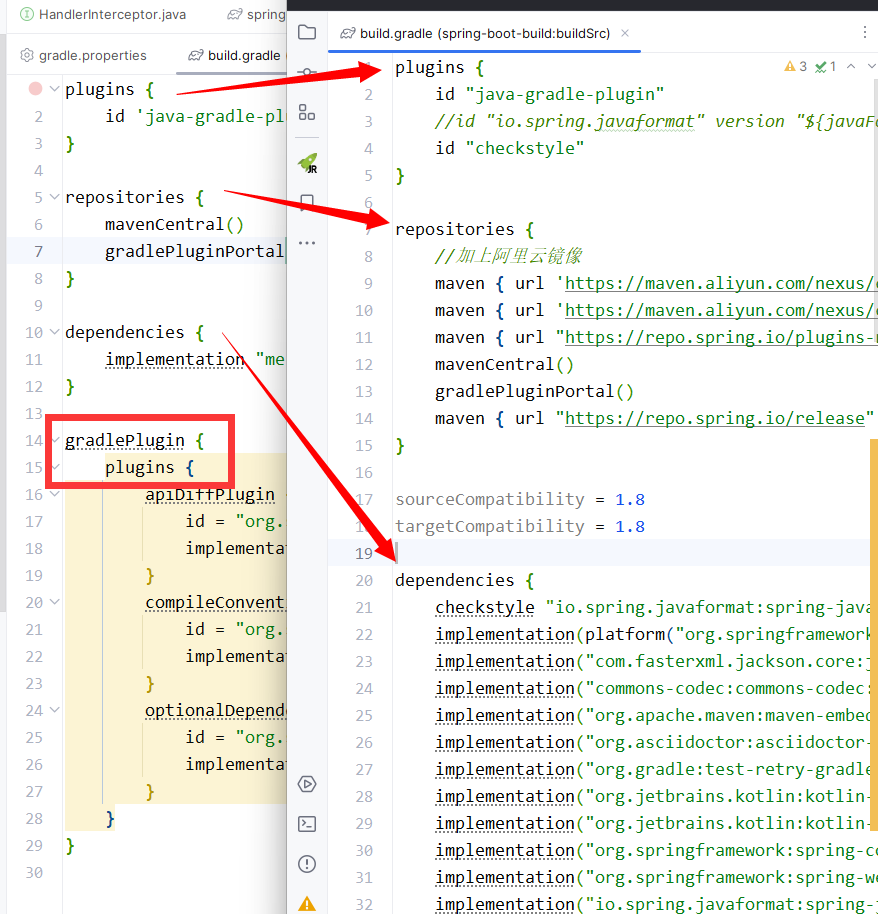 HandlerInterceptor.java
spring
gradle.properties
build.gradle
plugins {
2 id 'java-gradle-pl
3 }
4
5 repositories {
6 mavenCentral()
7 gradlePluginPortal
8 }
9
10 dependencies {
11 implementation "me
12 }
13
14 gradlePlugin {
15 plugins {
16 apiDiffPlugin
17 id = "org.
18 implementa
19 }
20 compileConvent
21 id = "org.
22 implementa
23 }
24 optionalDepend
25 id = "org.
26 implementa
27 }
28 }
29 }
30
build.gradle (spring-boot-build:buildSrc)
3 1
plugins {
2 id "java-gradle-plugin"
3 //id "io.spring.javaformat" version "${javaFo
4 id "checkstyle"
5 }
6
repositories {
8 //加上阿里云镜像
9 maven { url 'https://maven.aliyun.com/nexus/
10 maven { url 'https://maven.aliyun.com/nexus/
11 maven { url "https://repo.spring.io/plugins-
12 mavenCentral()
13 gradlePluginPortal()
14 maven { url "https://repo.spring.io/release"
15 }
16
17 sourceCompatibility = 1.8
18 targetCompatibility = 1.8
19
20 dependencies {
21 checkstyle "io.spring.javaformat:spring-java
22 implementation(platform("org.springframework
23 implementation("com.fasterxml.jackson.core:j
24 implementation("commons-codec:commons-codec:
25 implementation("org.apache.maven:maven-embed
26 implementation("org.asciidoctor:asciidoctor-
27 implementation("org.gradle:test-retry-gradle
28 implementation("org.jetbrains.kotlin:kotlin-
29 implementation("org.jetbrains.kotlin:kotlin-
30 implementation("org.springframework:spring-co
31 implementation("org.springframework:spring-we
32 implementation("io.spring.javaformat:spring-j
JR